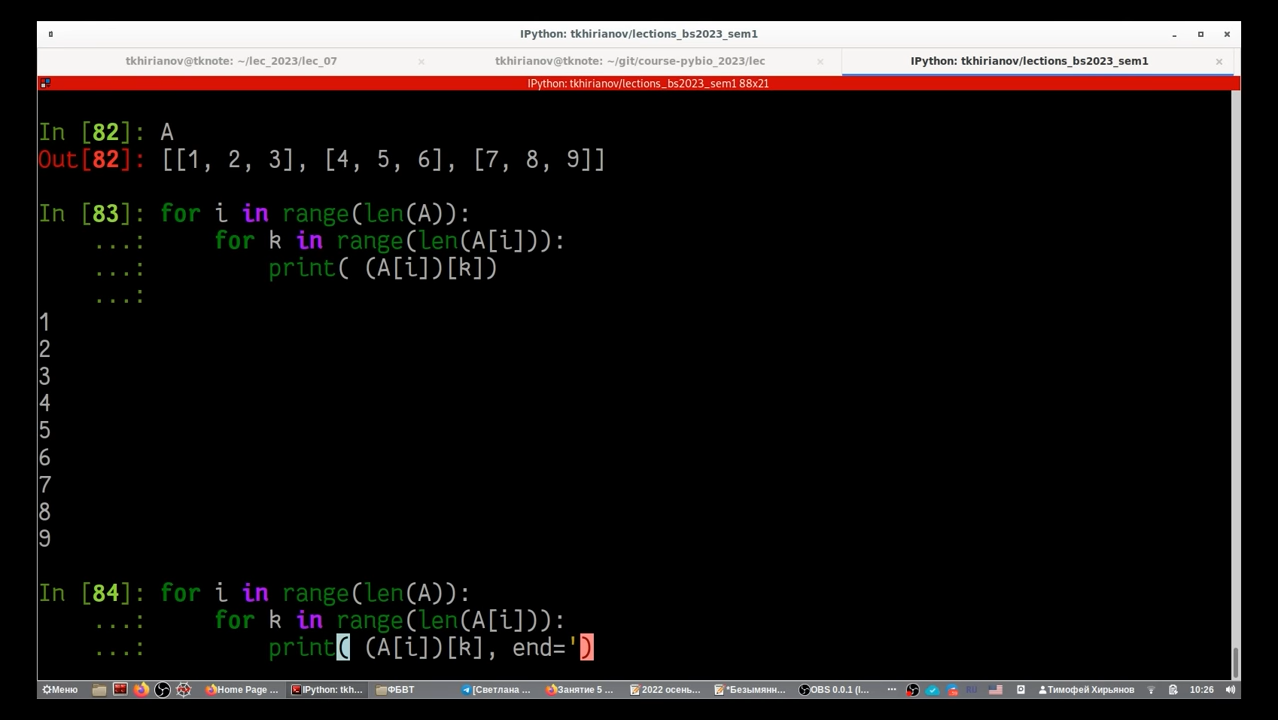 IPython: tkhirianov/lections_bs2023_sem1
tkhirianov@tknote: ~/lec_2023/lec_07
tkhirianov@tknote: ~/git/course-pybio_2023/lec
IPython: tkhirianov/lections_bs2023_sem1
IPython: tkhirianov/lections_bs2023_sem1 88x21
In [82]: A
Out[82]: [[1, 2, 3], [4, 5, 6], [7, 8, 9]]
In [83]: for i in range(len(A)):
...: for k in range(len(A[i])):
...: print( (A[i])[k])
...:
1
2
3
4
5
6
7
8
9
In [84]: for i in range(len(A)):
...: for k in range(len(A[i])):
...: print( (A[i])[k], end=')
Меню Home Page ... IPython: tkh... ФБВТ [Светлана ... Занятие 5 ... 2022 осень... *Безымянн... OBS 0.0.1 (l... ... RU Тимофей Хирьянов 10:26